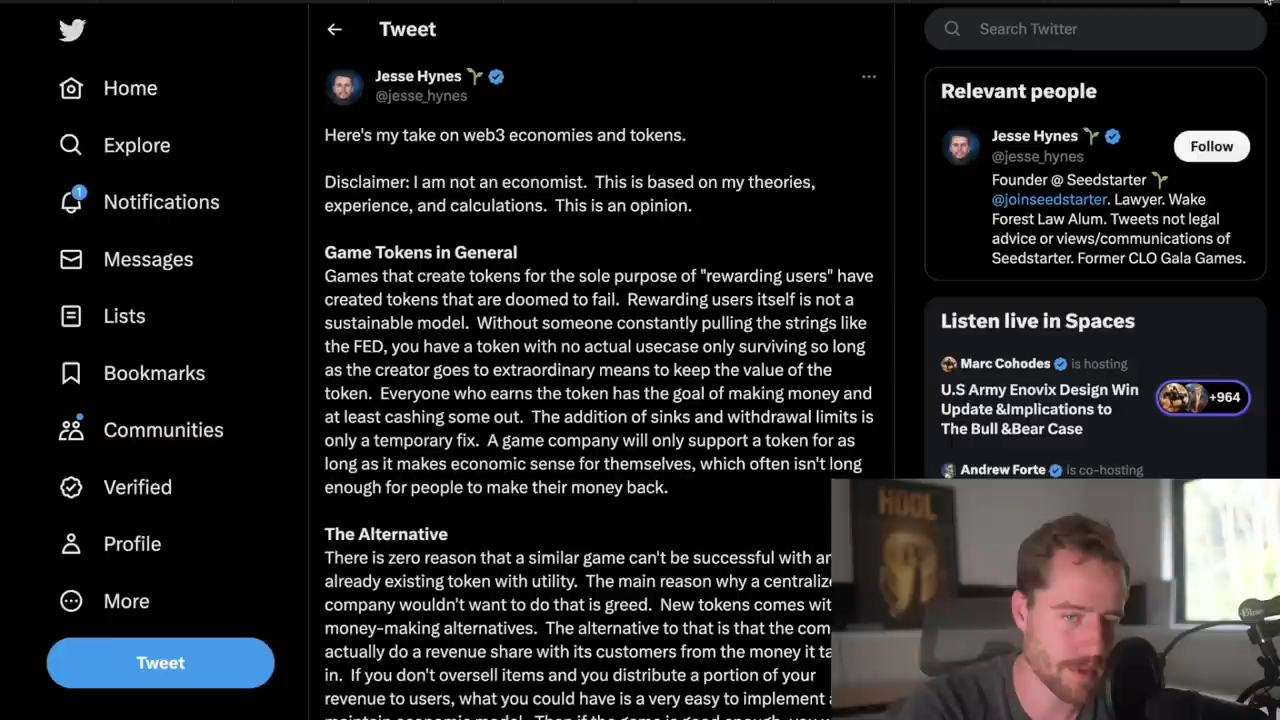 Home
Explore
1
Notifications
Messages
Lists
Bookmarks
Communities
Verified
Profile
More
Tweet
Tweet
Jesse Hynes
@jesse_hynes
Here's my take on web3 economies and tokens.
Disclaimer: I am not an economist. This is based on my theories,
experience, and calculations. This is an opinion.
Game Tokens in General
Games that create tokens for the sole purpose of "rewarding users" have
created tokens that are doomed to fail. Rewarding users itself is not a
sustainable model. Without someone constantly pulling the strings like
the FED, you have a token with no actual usecase only surviving so long
as the creator goes to extraordinary means to keep the value of the
token. Everyone who earns the token has the goal of making money and
at least cashing some out. The addition of sinks and withdrawal limits is
only a temporary fix. A game company will only support a token for as
long as it makes economic sense for themselves, which often isn't long
enough for people to make their money back.
The Alternative
There is zero reason that a similar game can't be successful with an
already existing token with utility. The main reason why a centralize
company wouldn't want to do that is greed. New tokens comes wit
money-making alternatives. The alternative to that is that the com
actually do a revenue share with its customers from the money it ta
in. If you don't oversell items and you distribute a portion of your
revenue to users, what you could have is a very easy to implement
maintain economic model. Then if the game is good enough, you
Search Twitter
Relevant people
Jesse Hynes
@jesse_hynes
Follow
Founder @ Seedstarter
@joinseedstarter. Lawyer. Wake
Forest Law Alum. Tweets not legal
advice or views/communications of
Seedstarter. Former CLO Gala Games.
Listen live in Spaces
Marc Cohodes is hosting
U.S Army Enovix Design Win
Update &Implications to
The Bull &Bear Case
+964
Andrew Forte is co-hosting
HODL
Blue